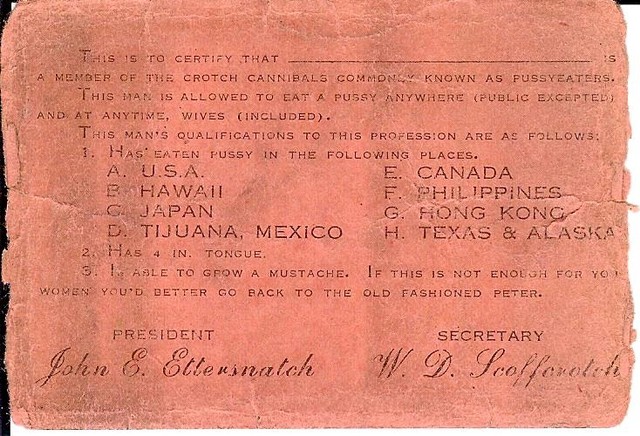 THIS IS TO CERTIFY THAT ________________ IS
A MEMBER OF THE CROTCH CANNIBALS COMMONLY KNOWN AS PUSSYEATERS.
THIS MAN IS ALLOWED TO EAT A PUSSY ANYWHERE (PUBLIC EXCEPTED)
AND AT ANYTIME, WIVES (INCLUDED).
THIS MAN'S QUALIFICATIONS TO THIS PROFESSION ARE AS FOLLOWS:
1. HAS EATEN PUSSY IN THE FOLLOWING PLACES.
A. U.S.A. E. CANADA
B. HAWAII F. PHILIPPINES
C. JAPAN G. HONG KONG
D. TIJUANA, MEXICO H. TEXAS & ALASKA
2. HAS 4 IN. TONGUE.
3. IS ABLE TO GROW A MUSTACHE. IF THIS IS NOT ENOUGH FOR YOU
WOMEN YOU'D BETTER GO BACK TO THE OLD FASHIONED PETER.
PRESIDENT SECRETARY
John E. Ettersnatch W. D. Scoffcrotch